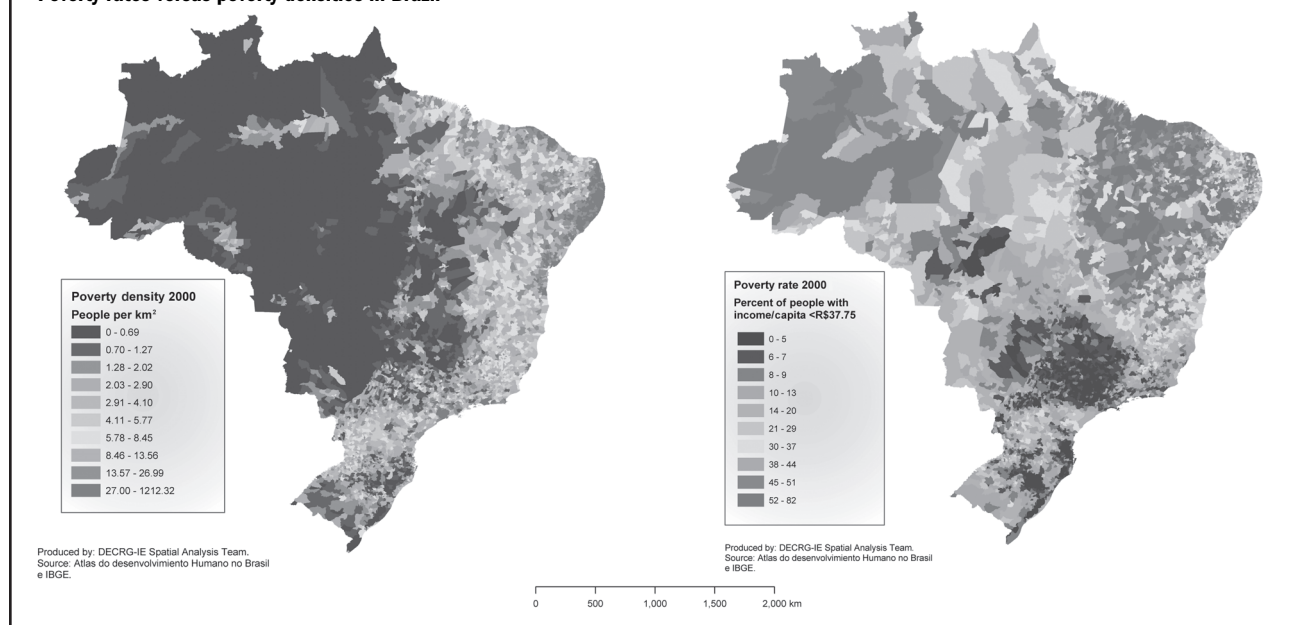 Poverty rates versus poverty densities in Brazil
Poverty density 2000
People per km²
0 - 0.69
0.70 - 1.27
1.28 - 2.02
2.03 - 2.90
2.91 - 4.10
4.11 - 5.77
5.78 - 8.45
8.46 - 13.56
13.57 - 26.99
27.00 - 1212.32
Produced by: DECRG-IE Spatial Analysis Team.
Source: Atlas do desenvolvimiento Humano no Brasil
e IBGE.
Poverty rate 2000
Percent of people with
income/capita <R$37.75
0 - 5
6 - 7
8 - 9
10 - 13
14 - 20
21 - 29
30 - 37
38 - 44
45 - 51
52 - 82
Produced by: DECRG-IE Spatial Analysis Team.
Source: Atlas do desenvolvimiento Humano no Brasil
e IBGE.
0 500 1,000 1,500 2,000 km